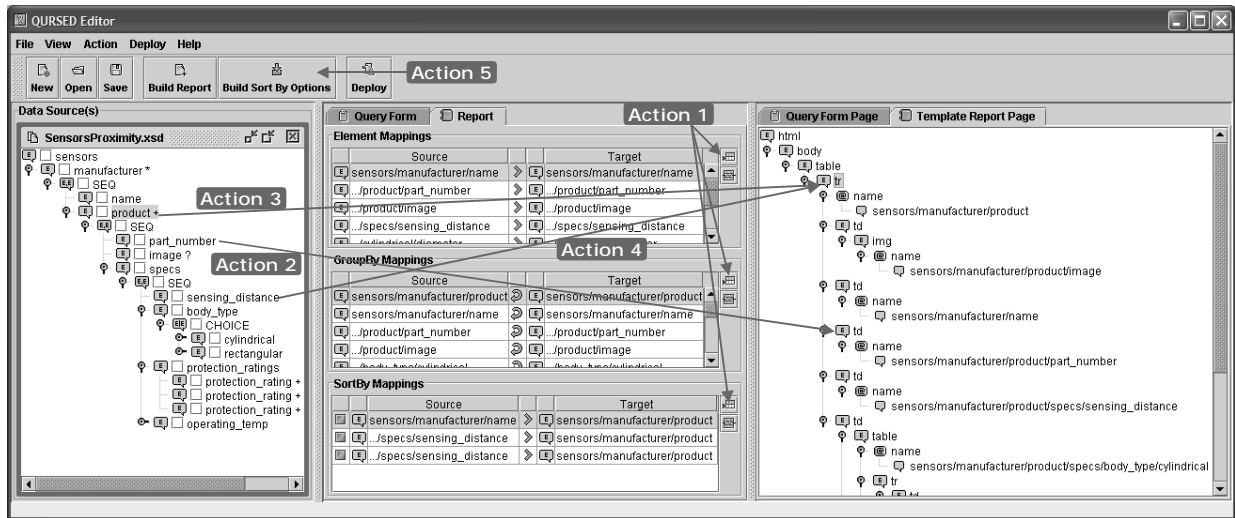 QURSED Editor
File View Action Deploy Help
New Open Save Build Report Build Sort By Options Deploy
Action 5
Data Source(s)
SensorsProximity.xsd
sensors
manufacturer *
SEQ
name
product +
SEQ
part_number
image ?
specs
SEQ
sensing_distance
body_type
CHOICE
cylindrical
rectangular
protection_ratings
protection_rating +
protection_rating +
protection_rating +
operating_temp
Action 3
Action 2
Query Form Report
Action 1
Element Mappings
Source Target
sensors/manufacturer/name sensors/manufacturer/name
.../product/part_number .../product/part_number
.../product/image .../product/image
.../specs/sensing_distance .../specs/sensing_distance
Action 4
GroupBy Mappings
Source Target
sensors/manufacturer/product sensors/manufacturer/product
sensors/manufacturer/name sensors/manufacturer/name
.../product/part_number .../product/part_number
.../product/image .../product/image
SortBy Mappings
Source Target
sensors/manufacturer/name sensors/manufacturer/product
.../specs/sensing_distance sensors/manufacturer/product
.../specs/sensing_distance sensors/manufacturer/product
Query Form Page Template Report Page
html
body
table
tr
name
sensors/manufacturer/product
td
img
name
sensors/manufacturer/product/image
td
name
sensors/manufacturer/name
td
name
sensors/manufacturer/product/part_number
td
name
sensors/manufacturer/product/specs/sensing_distance
td
table
name
sensors/manufacturer/product/specs/body_type/cylindrical
tr
td